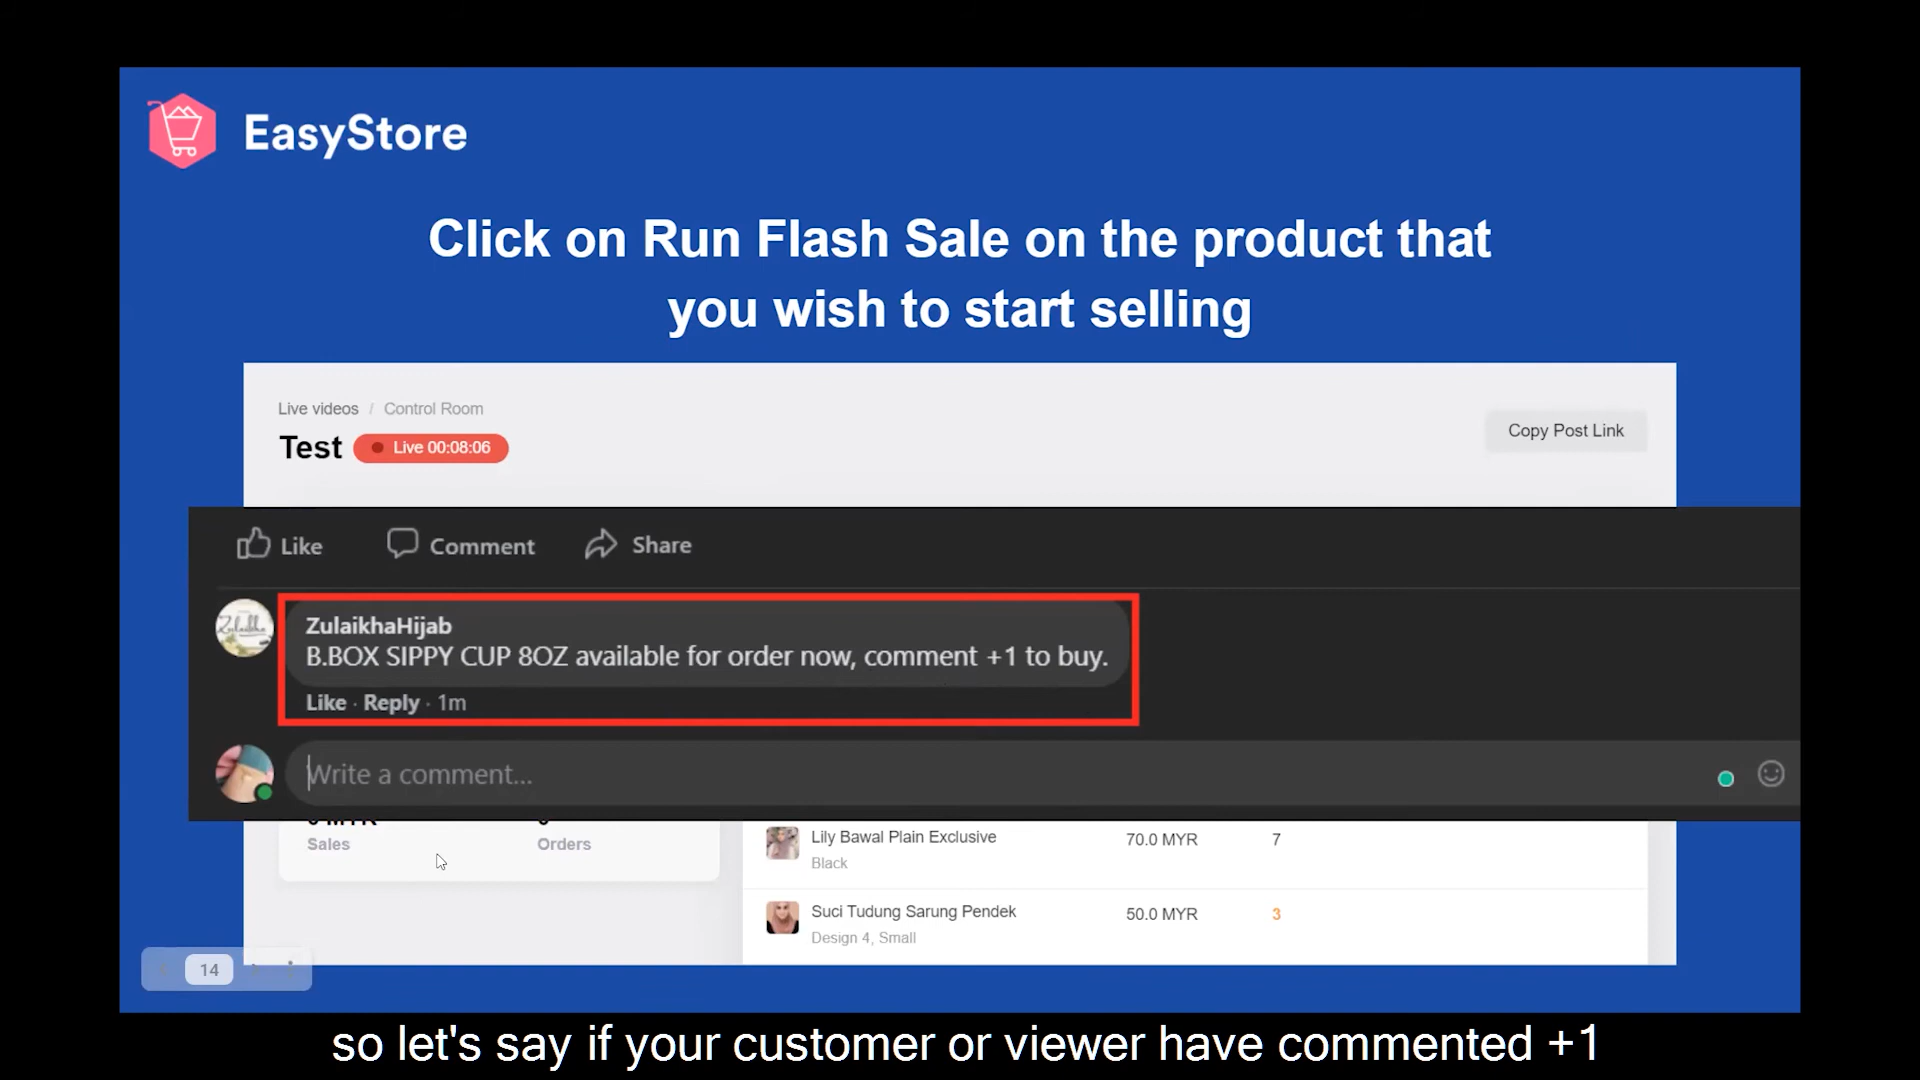 EasyStore
Click on Run Flash Sale on the product that
you wish to start selling
Live videos / Control Room
Copy Post Link
Test Live 00:08:06
Like Comment Share
ZulaikhaHijab
B.BOX SIPPY CUP 8OZ available for order now, comment +1 to buy.
Like · Reply · 1m
Write a comment...
Sales Orders
Lily Bawal Plain Exclusive 70.0 MYR 7
Black
Suci Tudung Sarung Pendek 50.0 MYR 3
Design 4, Small
14
so let's say if your customer or viewer have commented +1